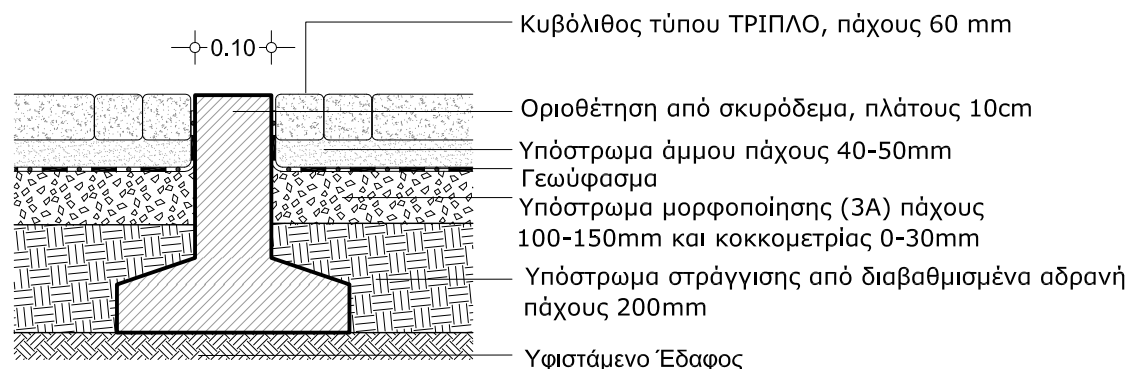 Κυβόλιθος τύπου ΤΡΙΠΛΟ, πάχους 60 mm
0.10
Οριοθέτηση από σκυρόδεμα, πλάτους 10cm
Υπόστρωμα άμμου πάχους 40-50mm
Γεωύφασμα
Υπόστρωμα μορφοποίησης (3Α) πάχους
100-150mm και κοκκομετρίας 0-30mm
Υπόστρωμα στράγγισης από διαβαθμισμένα αδρανή
πάχους 200mm
Υφιστάμενο Έδαφος